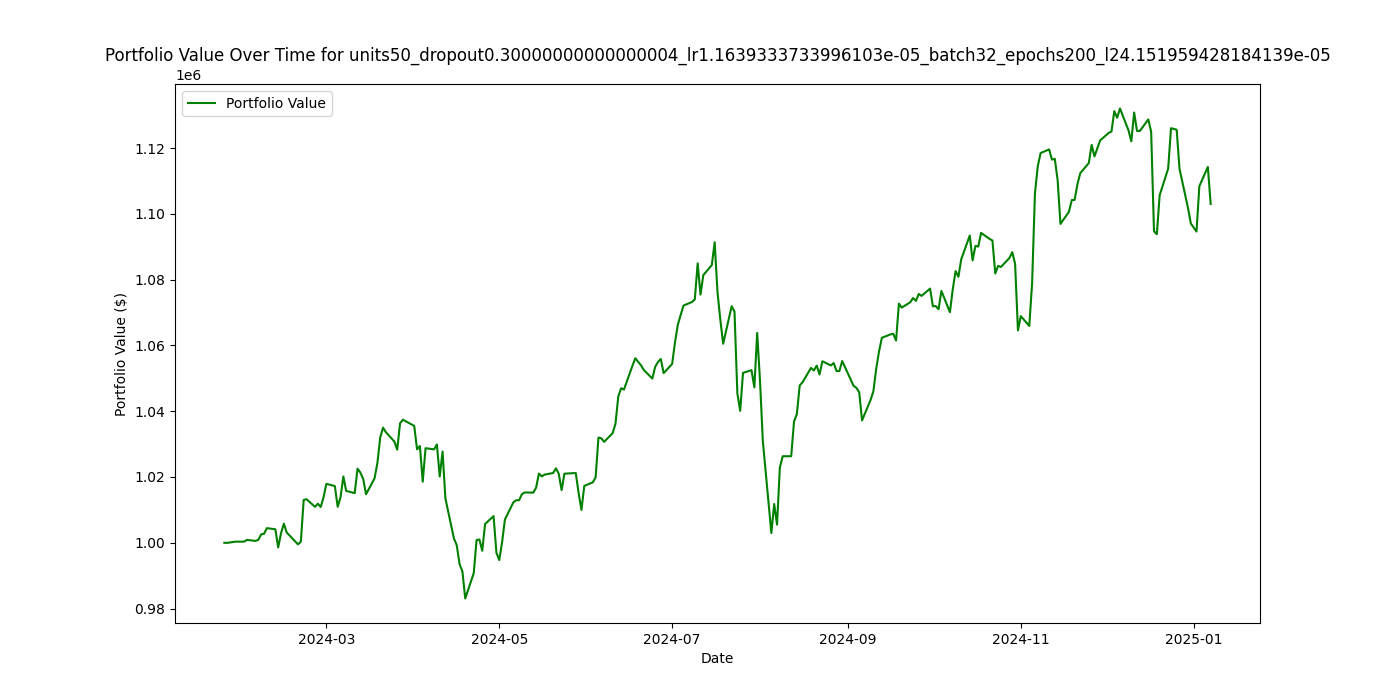 Portfolio Value Over Time for units50_dropout0.30000000000000004_lr1.1639333733996103e-05_batch32_epochs200_l24.151959428184139e-05
1e6
Portfolio Value
1.12
1.10
1.08
1.06
1.04
1.02
1.00
0.98
Portfolio Value ($)
2024-03
2024-05
2024-07
2024-09
2024-11
2025-01
Date